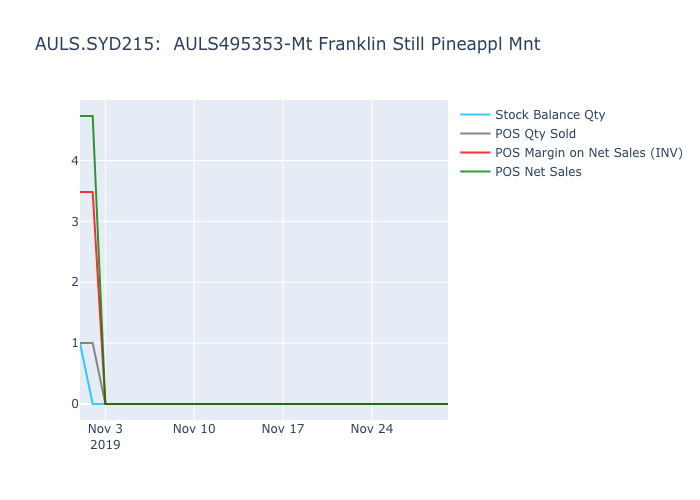 AULS.SYD215:  AULS495353-Mt Franklin Still Pineappl Mnt
Stock Balance Qty
POS Qty Sold
POS Margin on Net Sales (INV)
POS Net Sales
4
3
2
1
0
Nov 3
2019
Nov 10
Nov 17
Nov 24